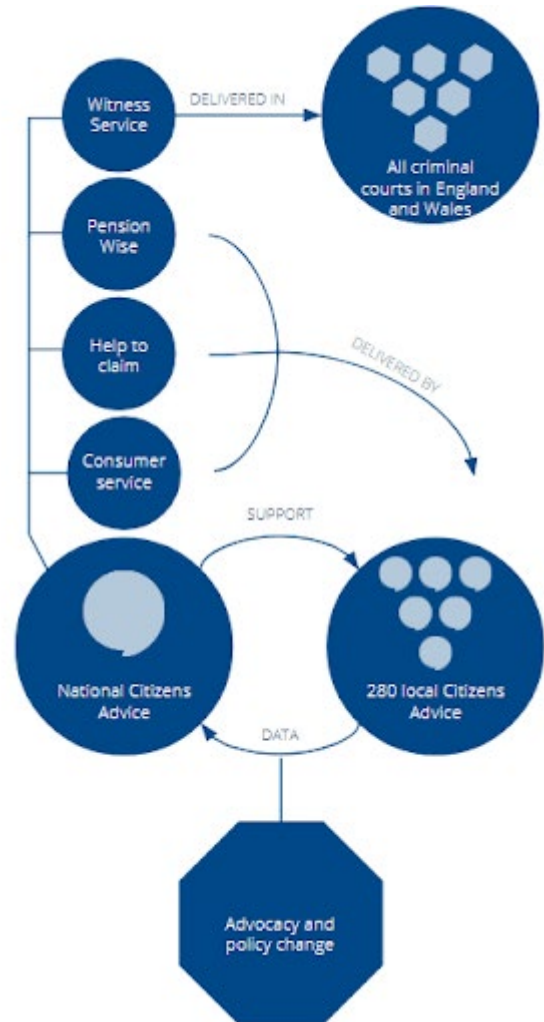 Witness
Service
DELIVERED IN
All criminal
courts in England
and Wales
Pension
Wise
Help to
claim
DELIVERED BY
Consumer
service
SUPPORT
National Citizens
Advice
280 local Citizens
Advice
DATA
Advocacy and
policy change